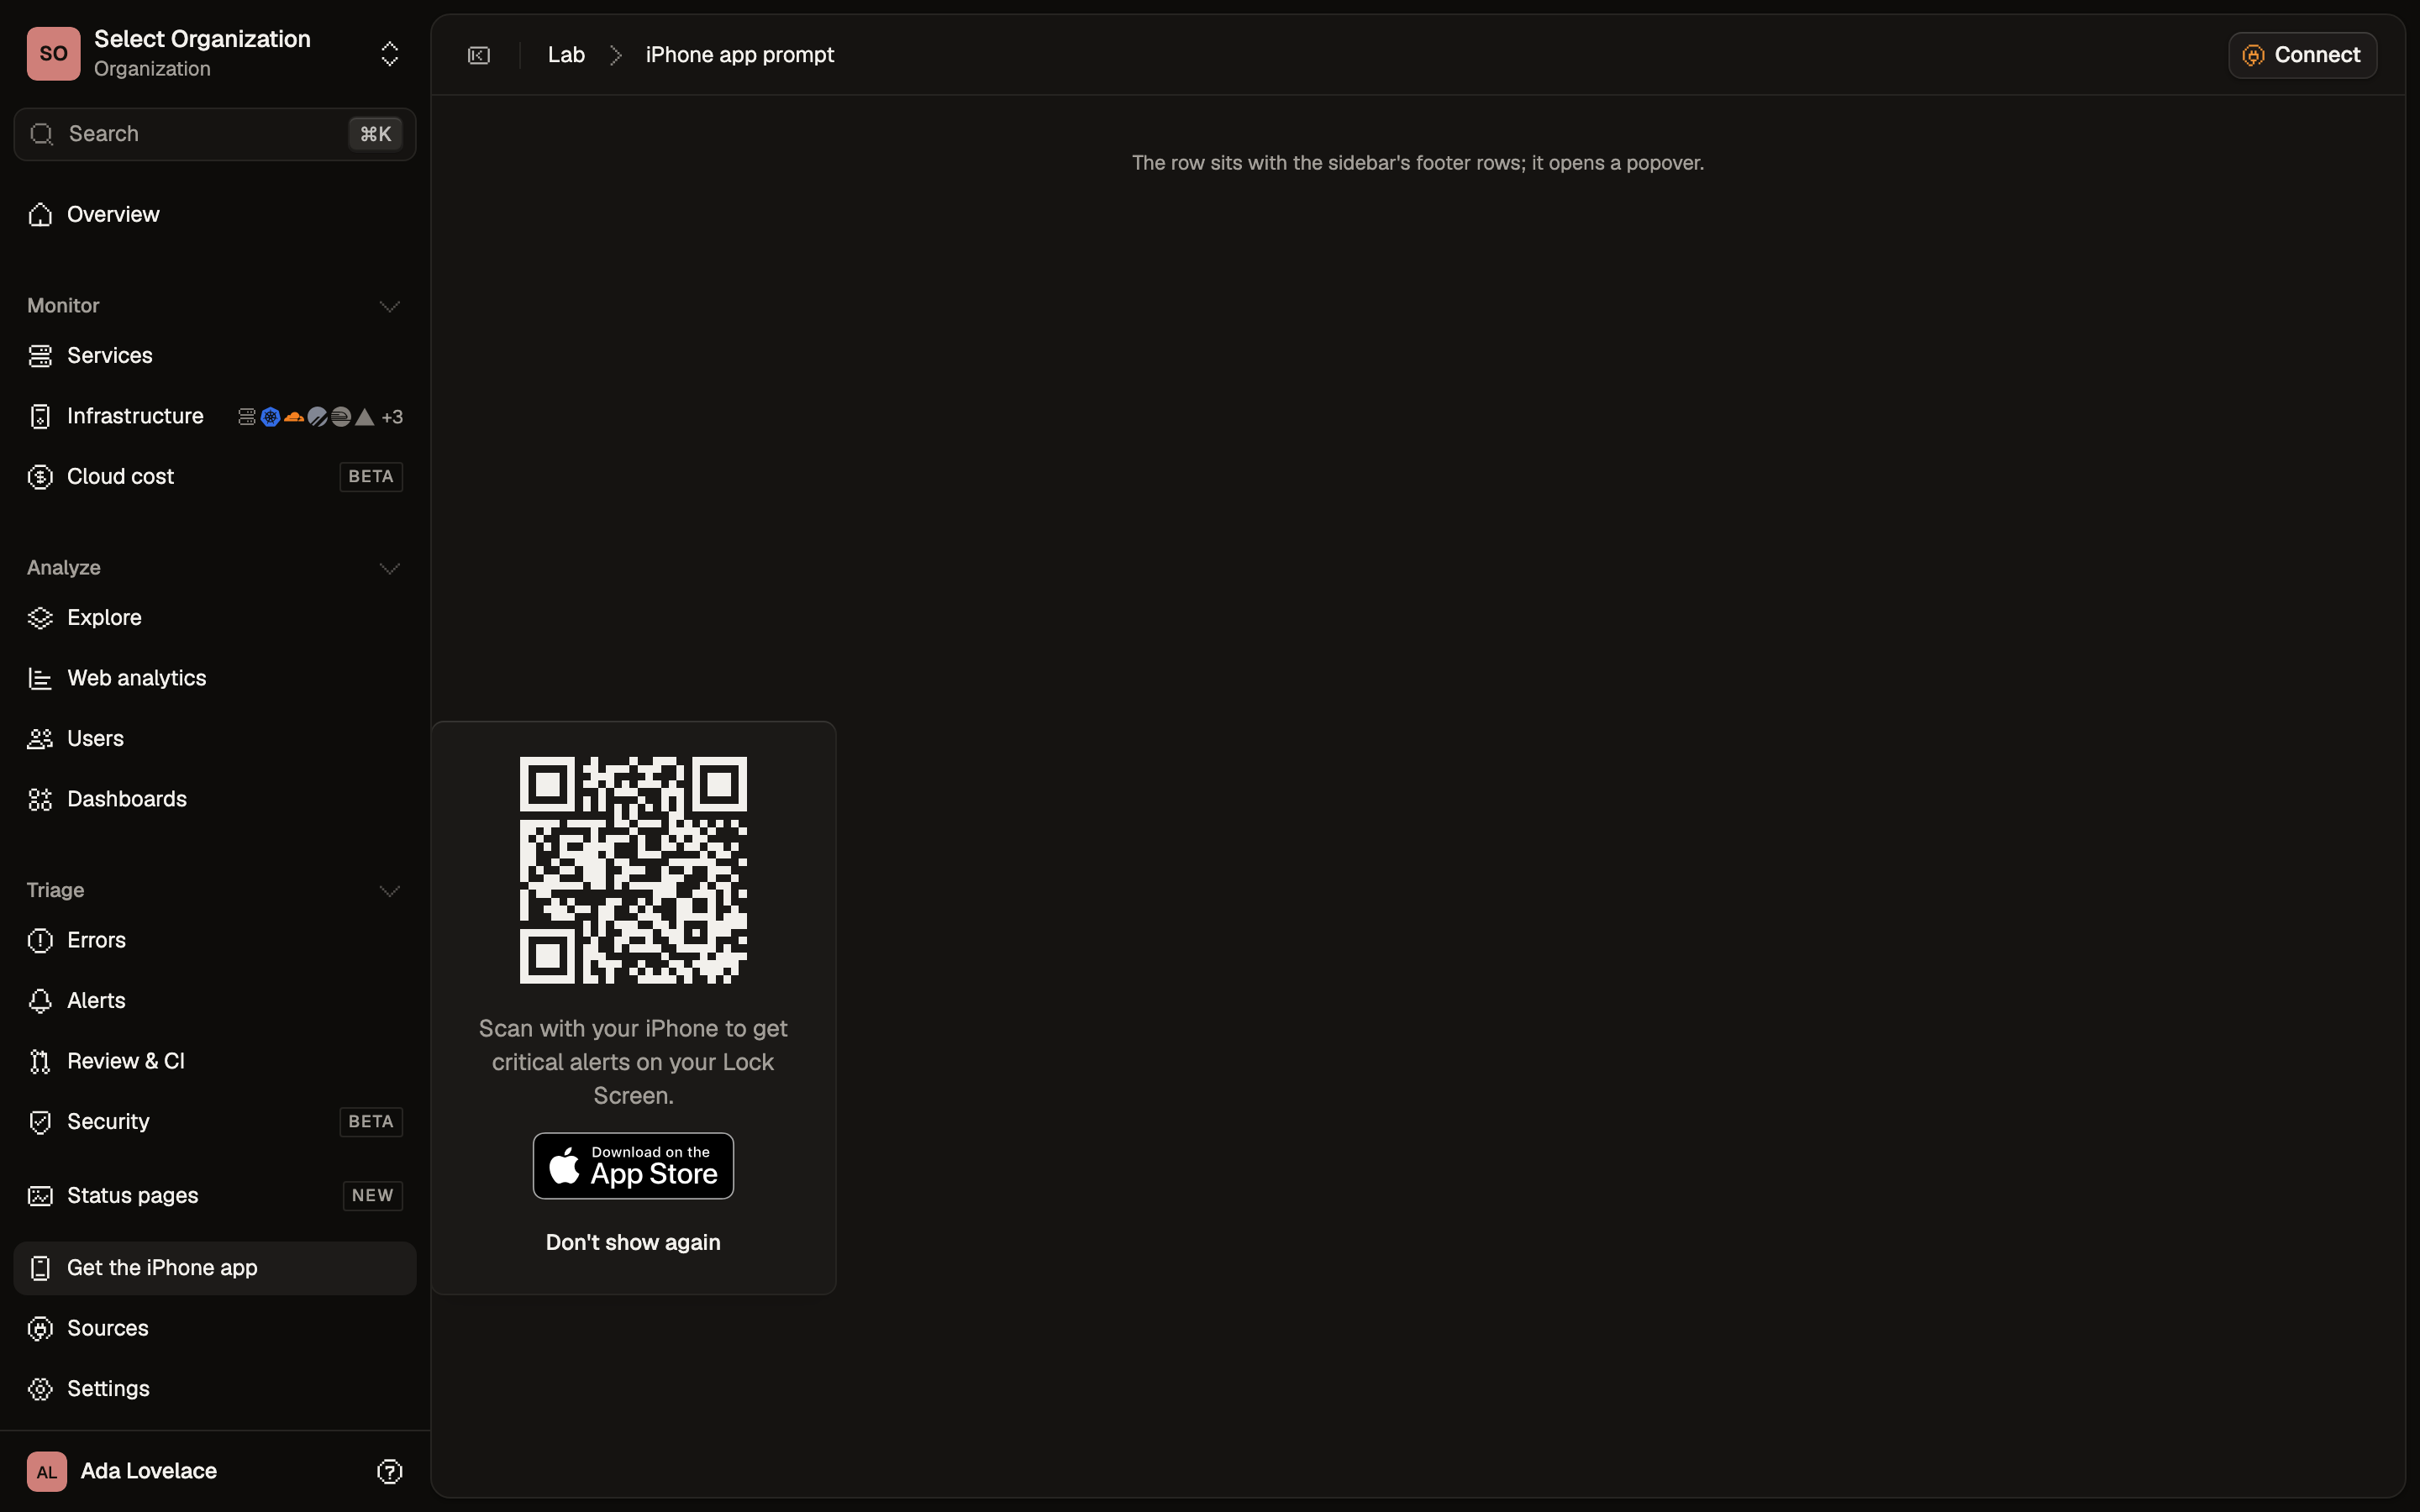 SO
Select Organization
Organization
Search
⌘K
Overview
Monitor
Services
Infrastructure
+3
Cloud cost
BETA
Analyze
Explore
Web analytics
Users
Dashboards
Triage
Errors
Alerts
Review & CI
Security
BETA
Status pages
NEW
Get the iPhone app
Sources
Settings
AL
Ada Lovelace
Lab
iPhone app prompt
Connect
The row sits with the sidebar's footer rows; it opens a popover.
Scan with your iPhone to get
critical alerts on your Lock
Screen.
Download on the
App Store
Don't show again